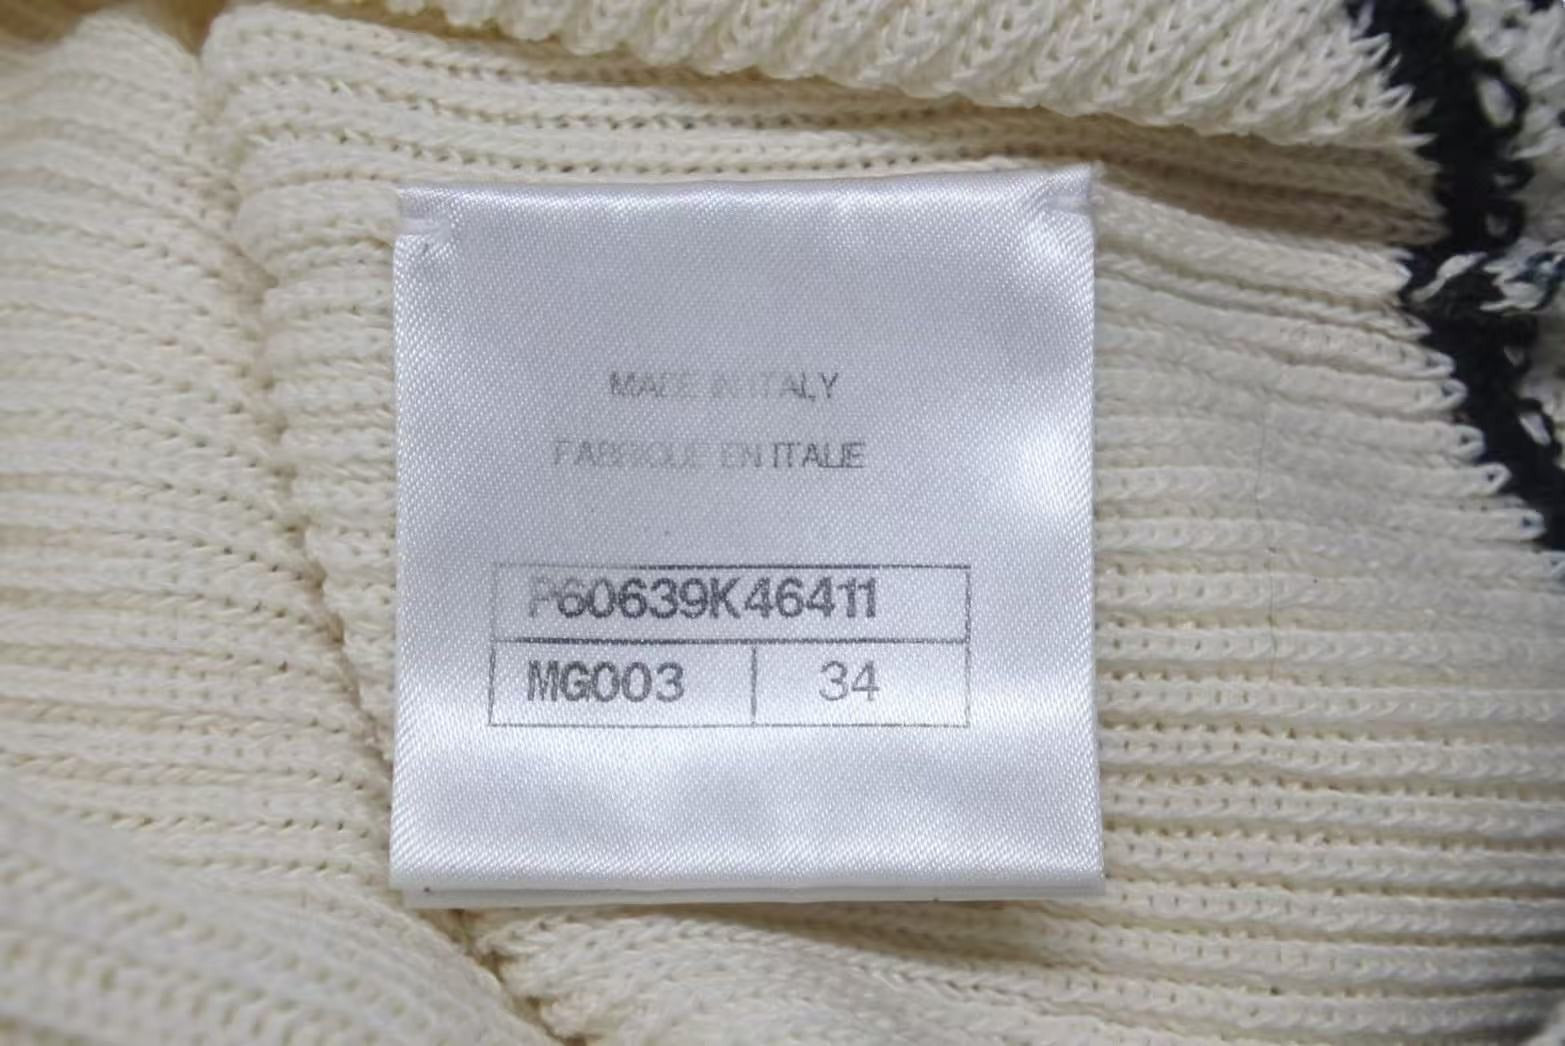 MADE IN ITALY
FABRIQUE EN ITALIE
P60639K46411
MG003 34